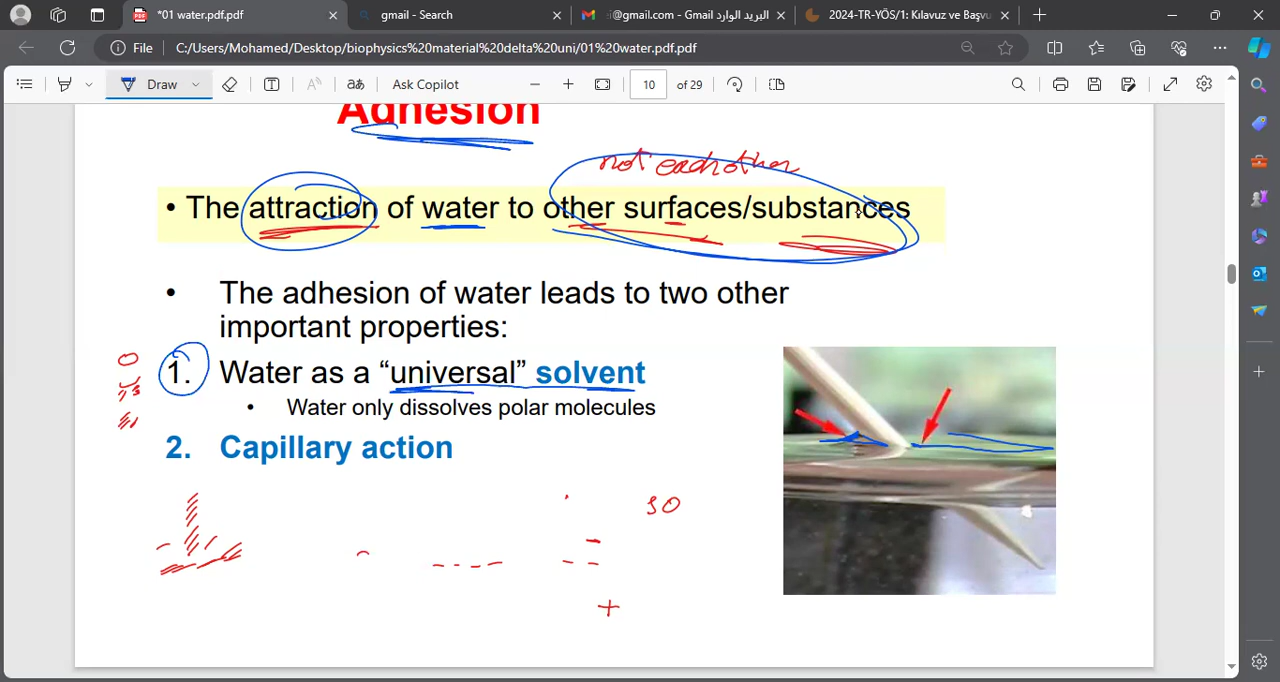 *01 water.pdf.pdf
gmail - Search
@gmail.com - Gmail البريد الوارد
2024-TR-YÖS/1: Kılavuz ve Başvu
File C:/Users/Mohamed/Desktop/biophysics%20material%20delta%20uni/01%20water.pdf.pdf
Draw
Ask Copilot
10 of 29
Adhesion
not each other
• The attraction of water to other surfaces/substances
• The adhesion of water leads to two other
important properties:
1. Water as a “universal” solvent
• Water only dissolves polar molecules
2. Capillary action